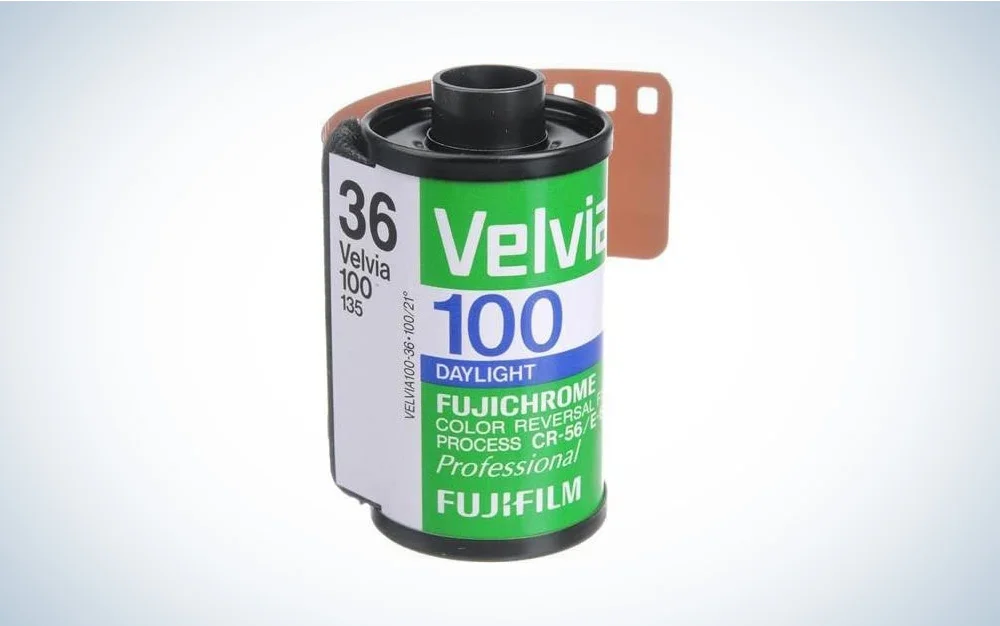 36
Velvia
100
135
VELVIA100-36•100/21°
Velvia
100
DAYLIGHT
FUJICHROME
COLOR REVERSAL
PROCESS CR-56/E-
Professional
FUJIFILM